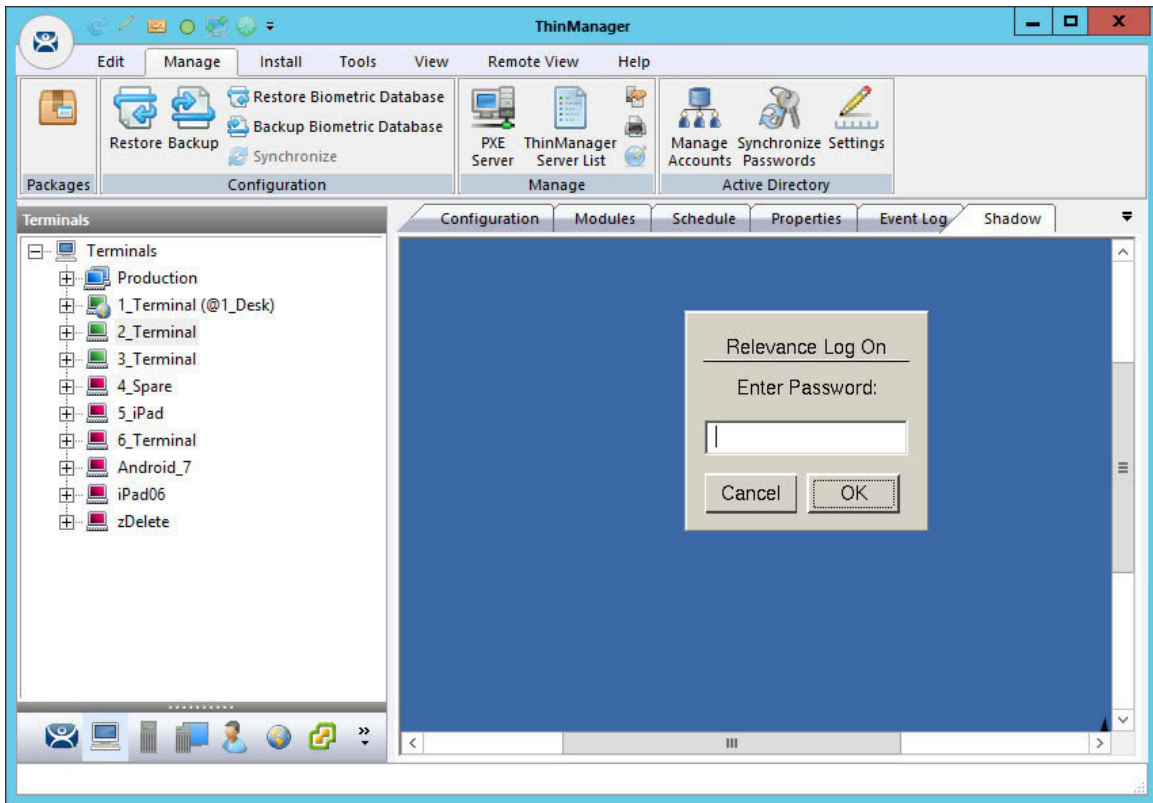 ThinManager
Edit Manage Install Tools View Remote View Help
Restore Biometric Database
Backup Biometric Database
Synchronize
Restore Backup
PXE Server
ThinManager Server List
Manage Accounts
Synchronize Passwords
Settings
Packages Configuration Manage Active Directory
Terminals
Configuration Modules Schedule Properties Event Log Shadow
Terminals
Production
1_Terminal (@1_Desk)
2_Terminal
3_Terminal
4_Spare
5_iPad
6_Terminal
Android_7
iPad06
zDelete
Relevance Log On
Enter Password:
Cancel OK